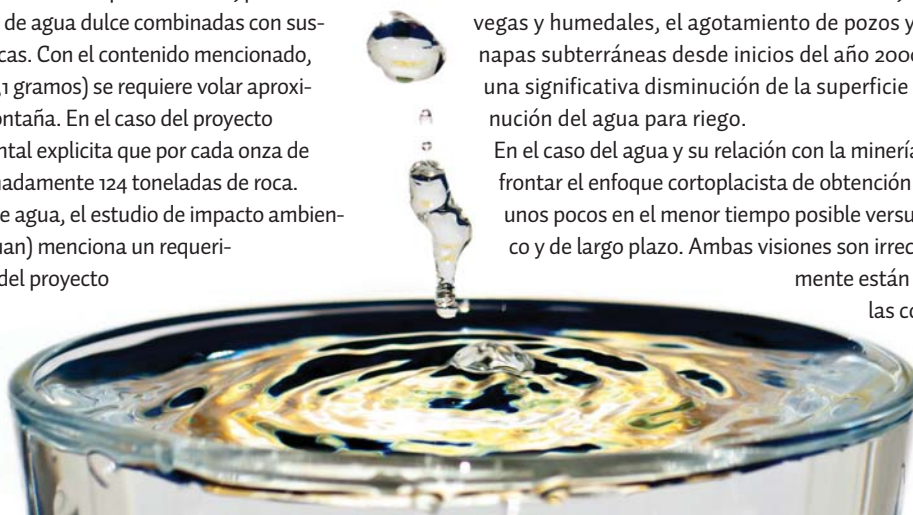 de agua dulce combinadas con sus-
cas. Con el contenido mencionado,
gramos) se requiere volar aproxi-
ontaña. En el caso del proyecto
ntal explicita que por cada onza de
madamente 124 toneladas de roca.
e agua, el estudio de impacto ambien-
uan) menciona un requeri-
del proyecto
vegas y humedales, el agotamiento de pozos y
napas subterráneas desde inicios del año 2000
una significativa disminución de la superficie
nución del agua para riego.
En el caso del agua y su relación con la minería
frontar el enfoque cortoplacista de obtención
unos pocos en el menor tiempo posible versu
co y de largo plazo. Ambas visiones son irrec
mente están
las co